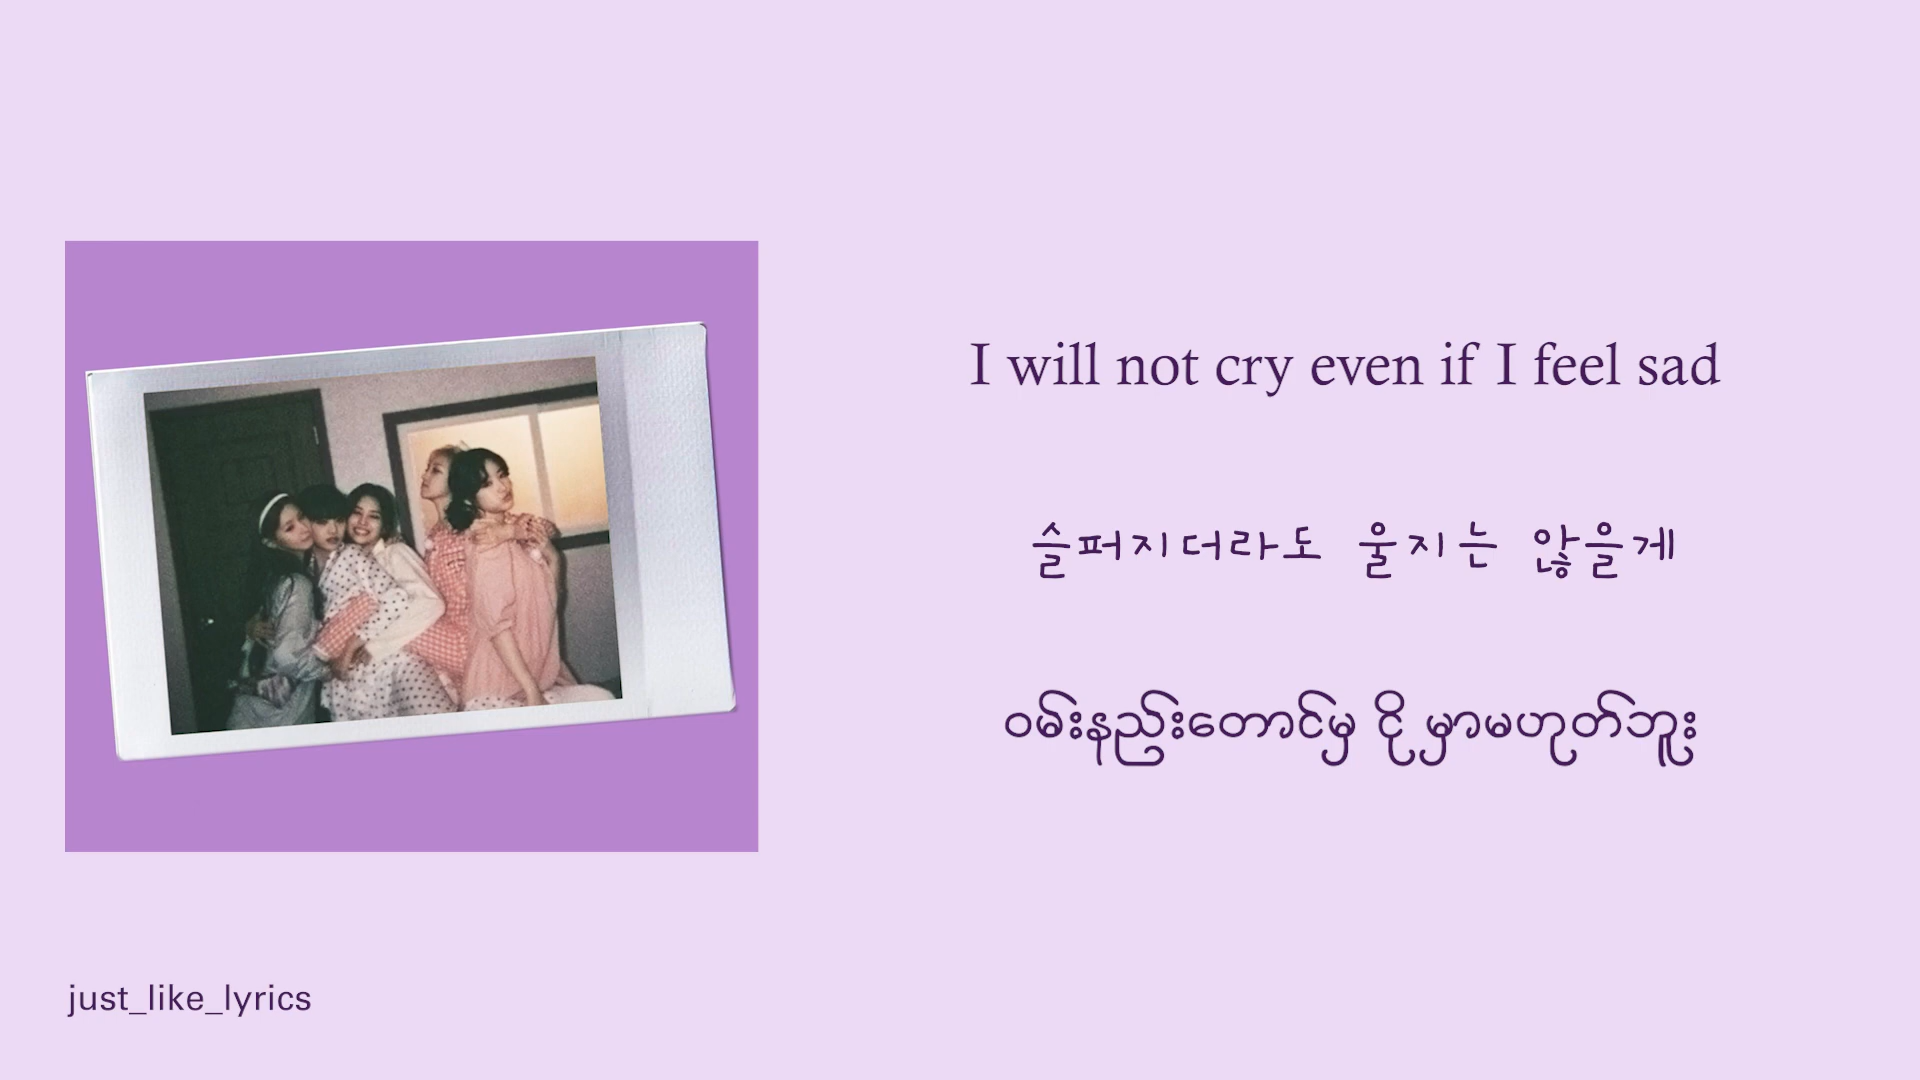 I will not cry even if I feel sad
슬퍼지더라도 울지는 않을게
ဝမ်းနည်းတောင်မှ ငို မှာမဟုတ်ဘူး
just_like_lyrics